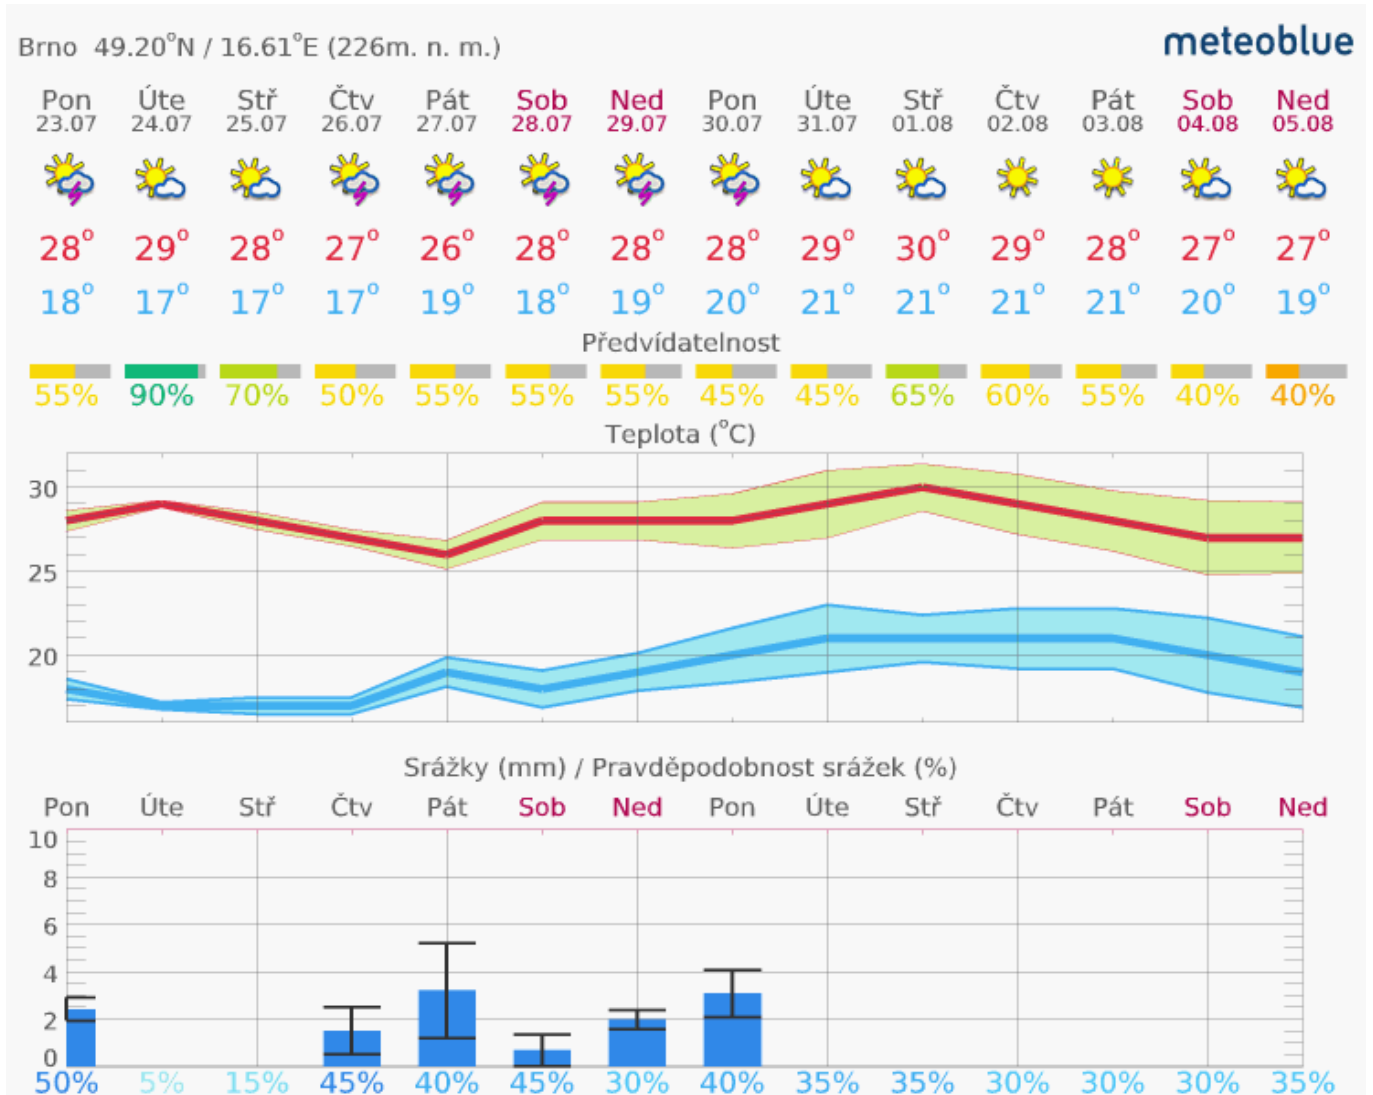 Brno 49.20°N / 16.61°E (226m. n. m.)
meteoblue
Pon Úte Stř Čtv Pát Sob Ned Pon Úte Stř Čtv Pát Sob Ned
23.07 24.07 25.07 26.07 27.07 28.07 29.07 30.07 31.07 01.08 02.08 03.08 04.08 05.08
28° 29° 28° 27° 26° 28° 28° 28° 29° 30° 29° 28° 27° 27°
18° 17° 17° 17° 19° 18° 19° 20° 21° 21° 21° 21° 20° 19°
Předvídatelnost
55% 90% 70% 50% 55% 55% 55% 45% 45% 65% 60% 55% 40% 40%
Teplota (°C)
30
25
20
Srážky (mm) / Pravděpodobnost srážek (%)
Pon Úte Stř Čtv Pát Sob Ned Pon Úte Stř Čtv Pát Sob Ned
10
8
6
4
2
0
50% 5% 15% 45% 40% 45% 30% 40% 35% 35% 30% 30% 30% 35%